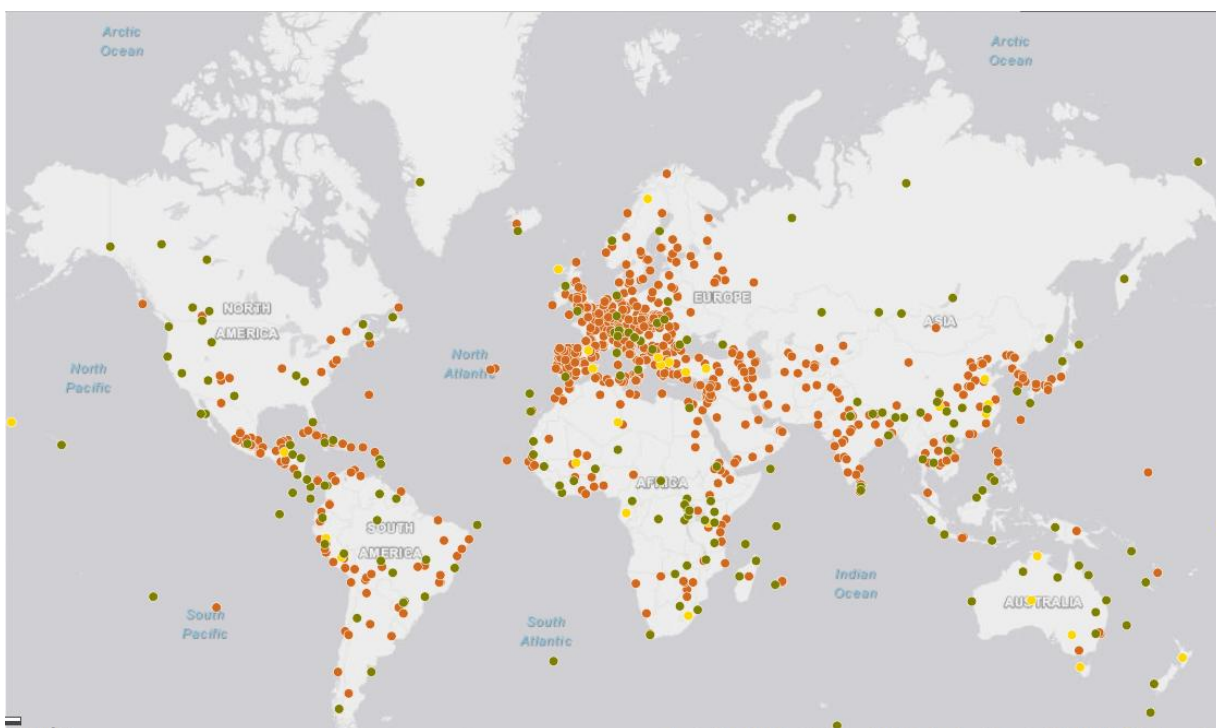 Arctic
Ocean
Arctic
Ocean
NORTH
AMERICA
EUROPE
ASIA
North
Pacific
North
Atlantic
AFRICA
SOUTH
AMERICA
Indian
Ocean
AUSTRALIA
South
Pacific
South
Atlantic